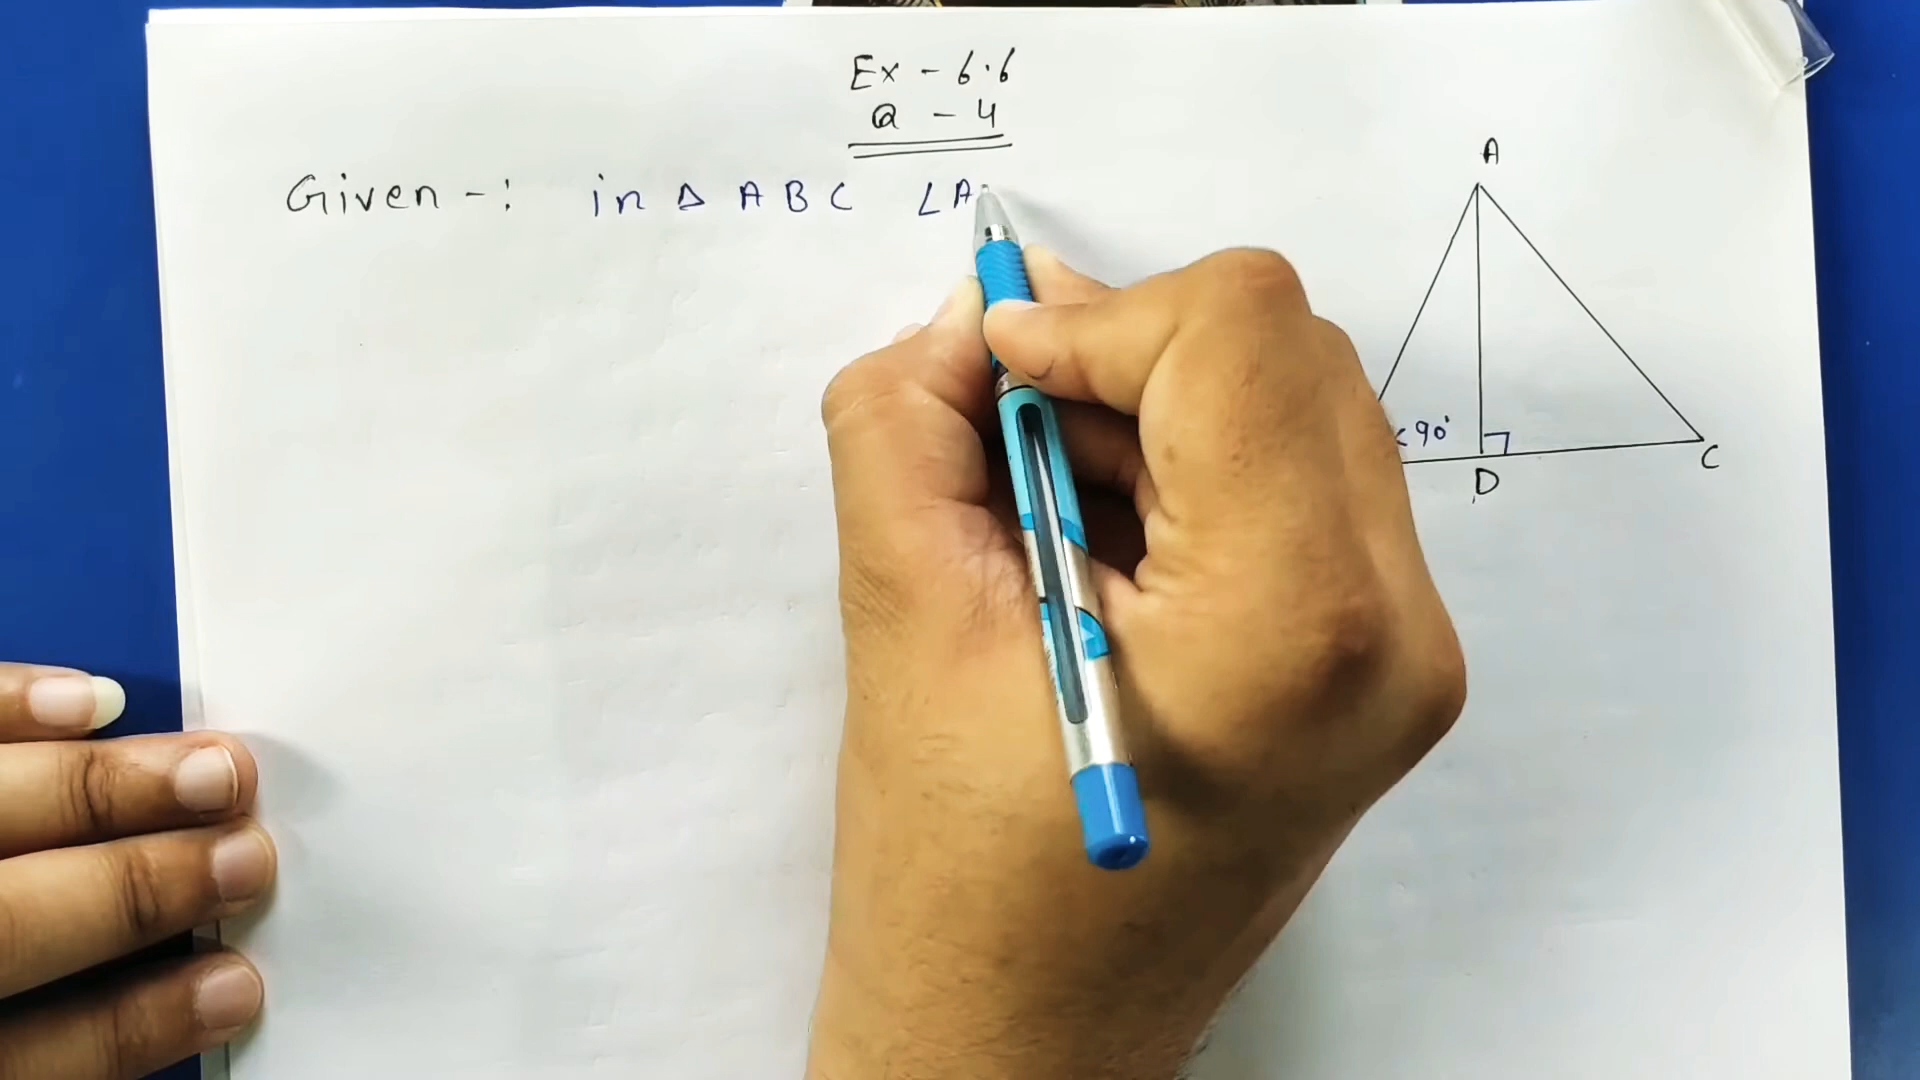 Ex - 6.6
Q - 4
Given -: in Δ ABC ∠A
A
<90°
D
C